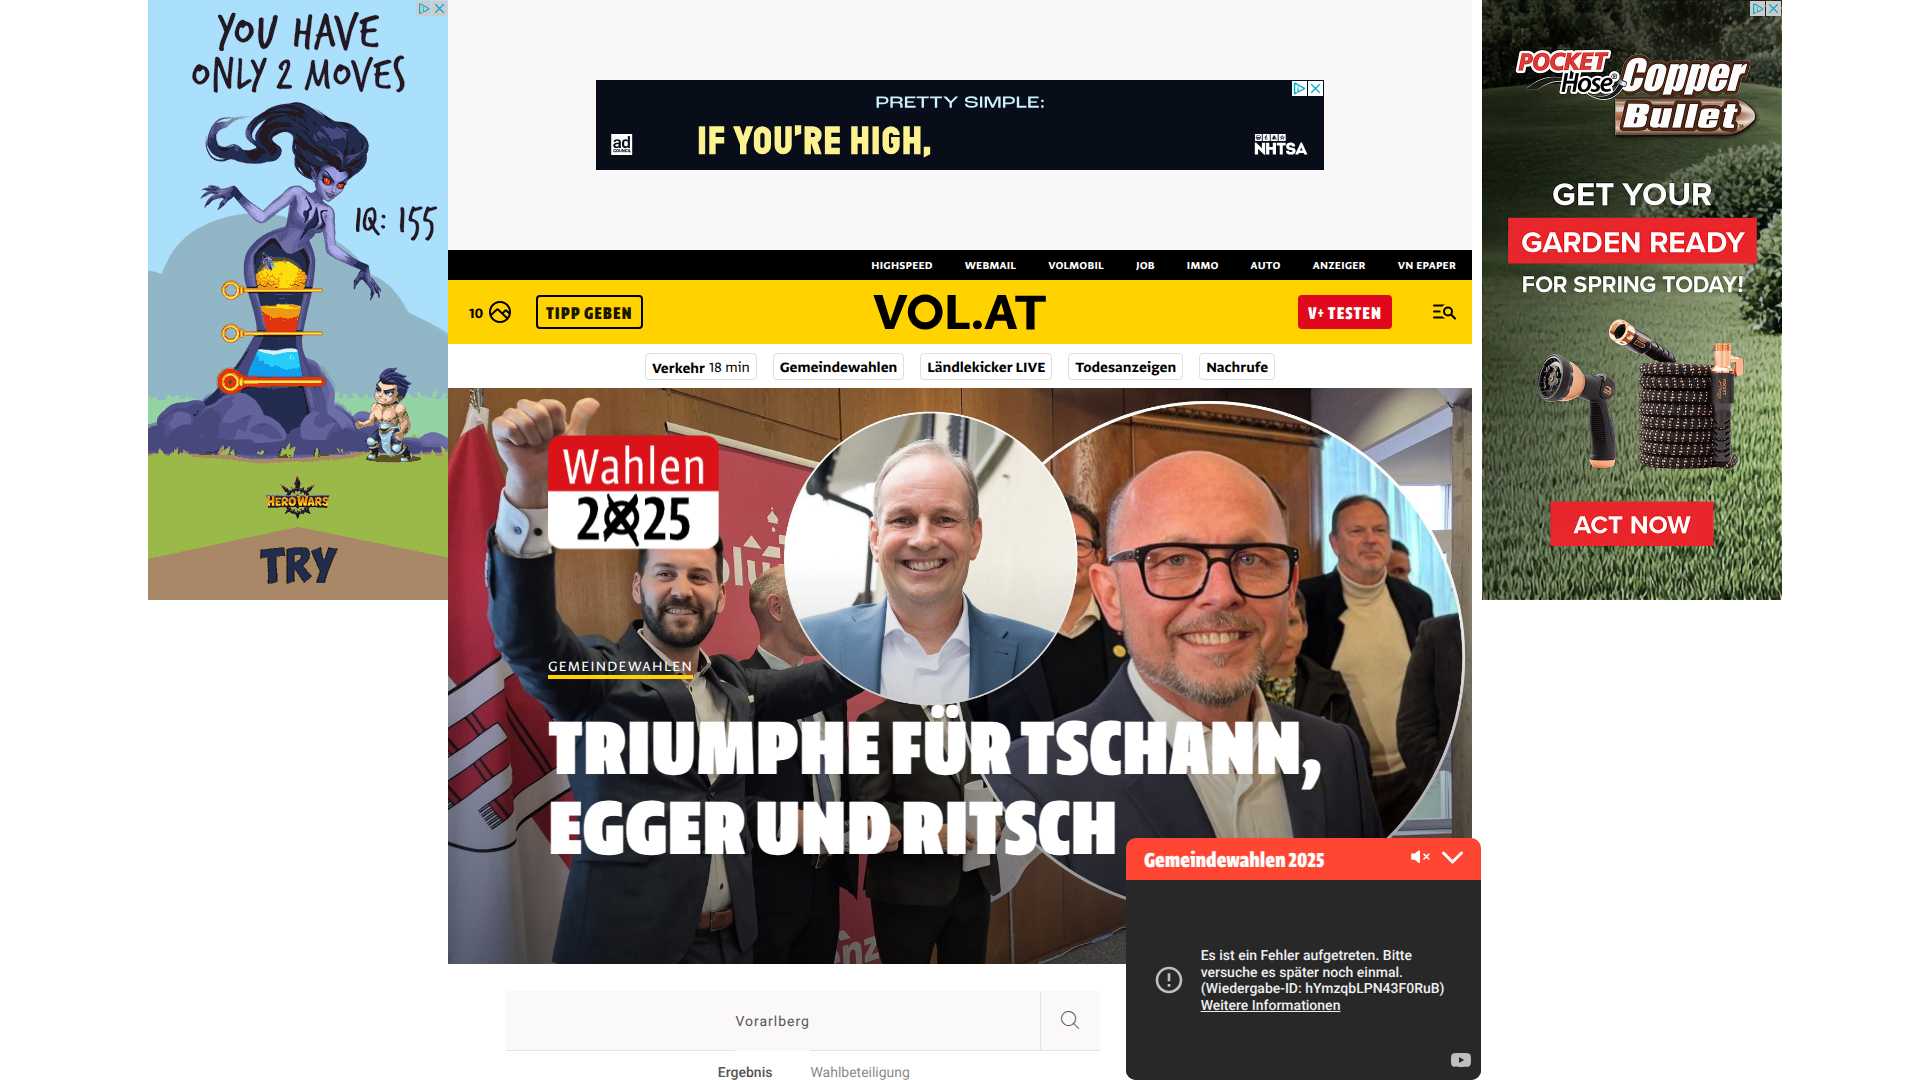 YOU HAVE
ONLY 2 MOVES
IQ: 155
HERO WARS
TRY
PRETTY SIMPLE:
IF YOU'RE HIGH,
ad
COUNCIL
NHTSA
POCKET
Hose®
Copper
Bullet
GET YOUR
GARDEN READY
FOR SPRING TODAY!
ACT NOW
HIGHSPEED WEBMAIL VOLMOBIL JOB IMMO AUTO ANZEIGER VN EPAPER
10 TIPP GEBEN VOL.AT V+ TESTEN
Verkehr 18 min Gemeindewahlen Ländlekicker LIVE Todesanzeigen Nachrufe
Wahlen
2025
GEMEINDEWAHLEN
TRIUMPHE FÜR TSCHANN,
EGGER UND RITSCH
Gemeindewahlen 2025
Es ist ein Fehler aufgetreten. Bitte
versuche es später noch einmal.
(Wiedergabe-ID: hYmzqbLPN43F0RuB)
Weitere Informationen
Vorarlberg
Ergebnis Wahlbeteiligung